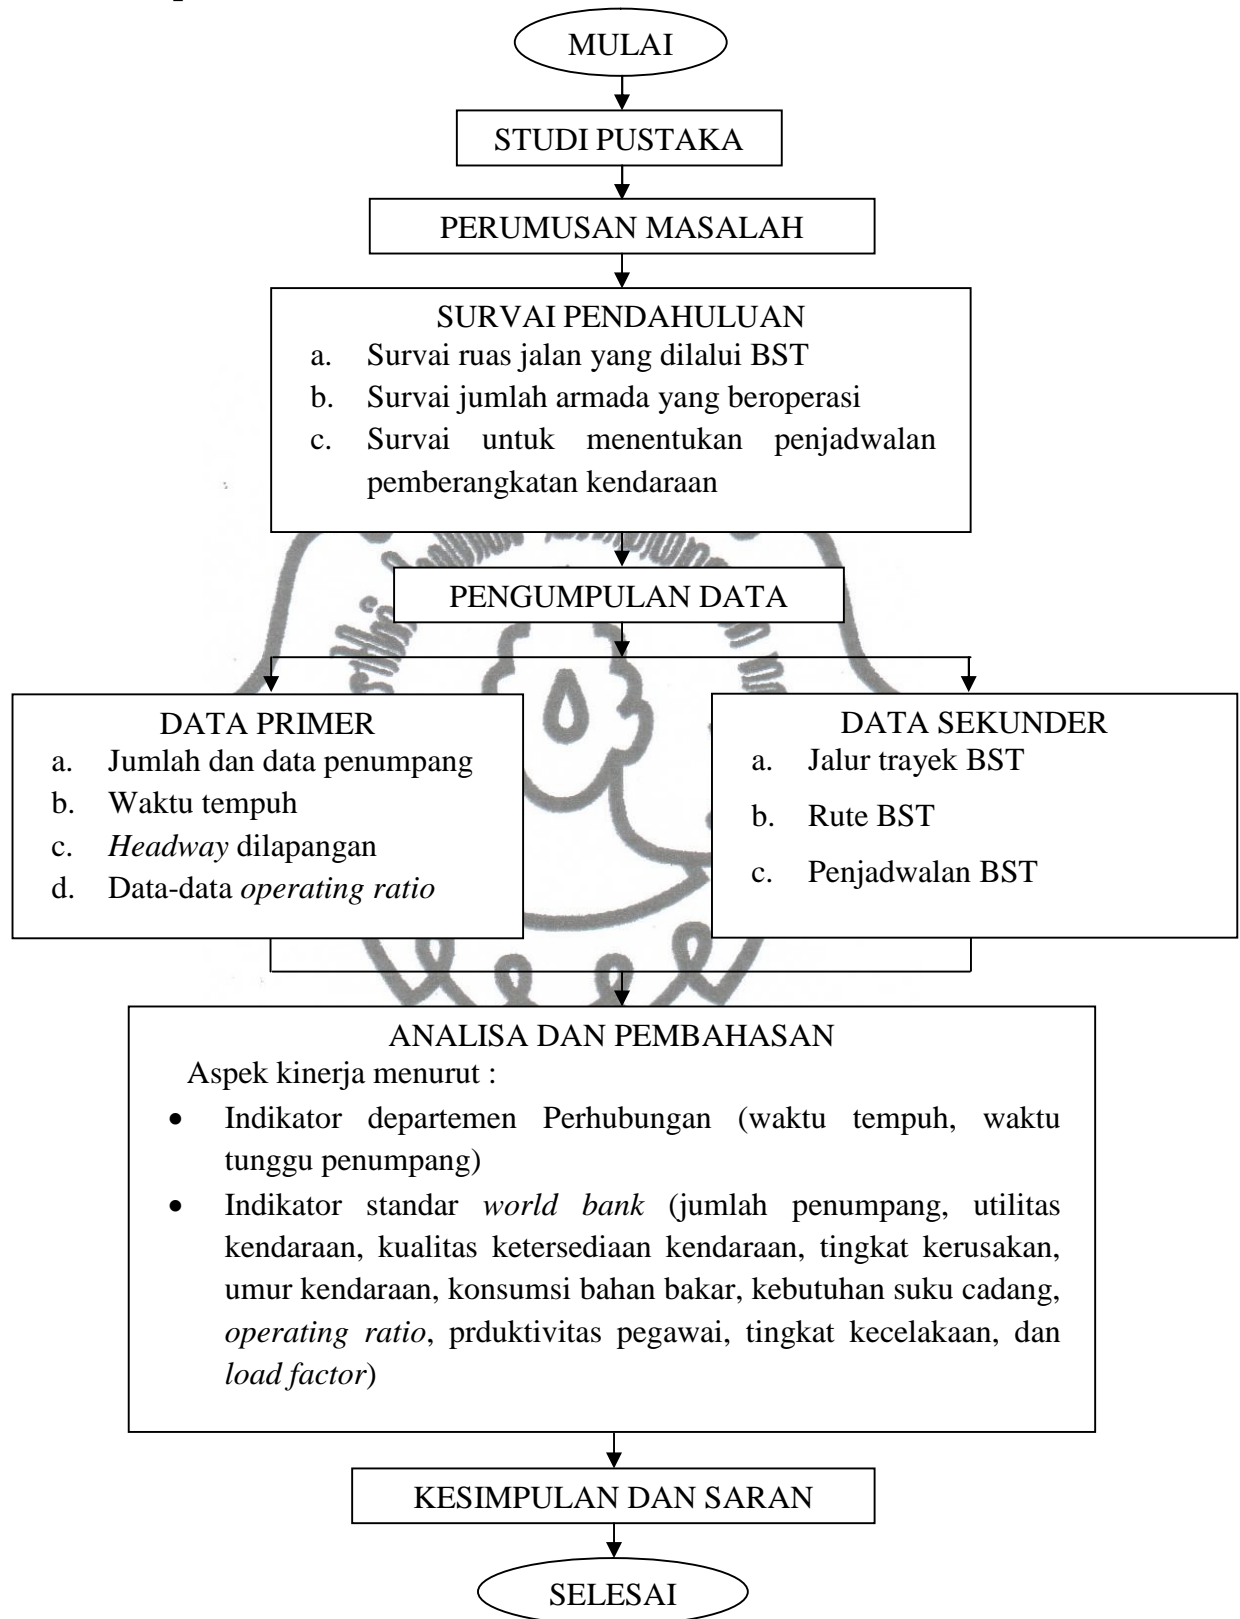 MULAI
STUDI PUSTAKA
PERUMUSAN MASALAH
SURVAI PENDAHULUAN
a. Survai ruas jalan yang dilalui BST
b. Survai jumlah armada yang beroperasi
c. Survai untuk menentukan penjadwalan
pemberangkatan kendaraan
PENGUMPULAN DATA
DATA PRIMER
a. Jumlah dan data penumpang
b. Waktu tempuh
c. Headway dilapangan
d. Data-data operating ratio
DATA SEKUNDER
a. Jalur trayek BST
b. Rute BST
c. Penjadwalan BST
ANALISA DAN PEMBAHASAN
Aspek kinerja menurut :
• Indikator departemen Perhubungan (waktu tempuh, waktu
tunggu penumpang)
• Indikator standar world bank (jumlah penumpang, utilitas
kendaraan, kualitas ketersediaan kendaraan, tingkat kerusakan,
umur kendaraan, konsumsi bahan bakar, kebutuhan suku cadang,
operating ratio, prduktivitas pegawai, tingkat kecelakaan, dan
load factor)
KESIMPULAN DAN SARAN
SELESAI